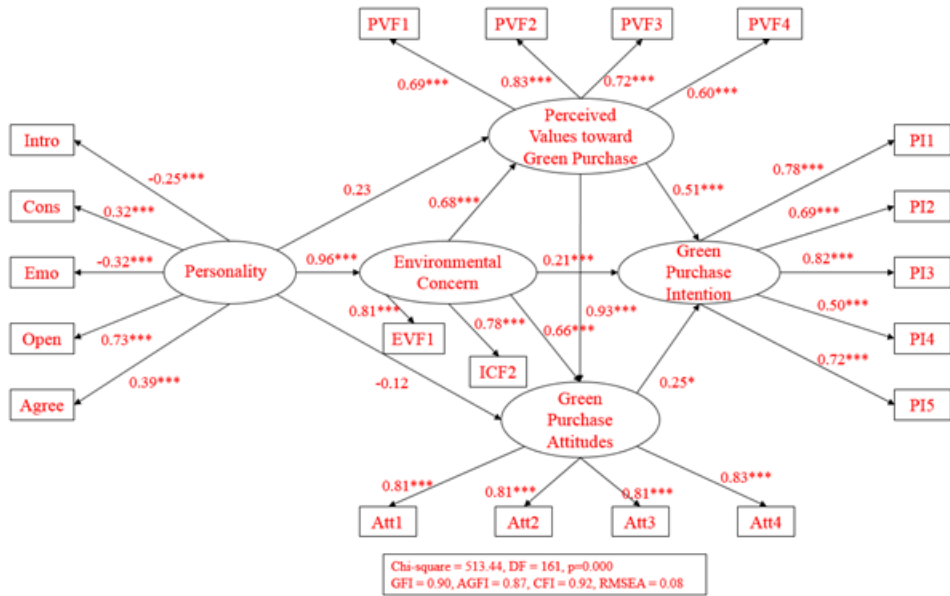 PVF1
PVF2
PVF3
PVF4
0.69***
0.83***
0.72***
0.60***
Perceived
Values toward
Green Purchase
Intro
Cons
Emo
Open
Agree
-0.25***
0.32***
-0.32***
0.73***
0.39***
Personality
0.23
0.96***
-0.12
0.68***
Environmental
Concern
0.81***
EVF1
0.78***
ICF2
0.66***
0.21***
0.93***
0.51***
0.25*
Green
Purchase
Intention
0.78***
0.69***
0.82***
0.50***
0.72***
PI1
PI2
PI3
PI4
PI5
Green
Purchase
Attitudes
0.81***
0.81***
0.81***
0.83***
Att1
Att2
Att3
Att4
Chi-square = 513.44, DF = 161, p=0.000
GFI = 0.90, AGFI = 0.87, CFI = 0.92, RMSEA = 0.08